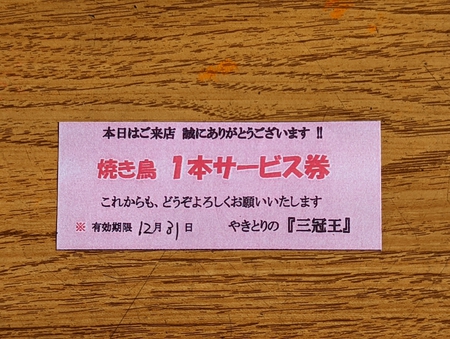 本日はご来店 誠にありがとうございます !!
焼き鳥 1本サービス券
これからも、どうぞよろしくお願いいたします
※ 有効期限 12月31日 やきとりの『三冠王』